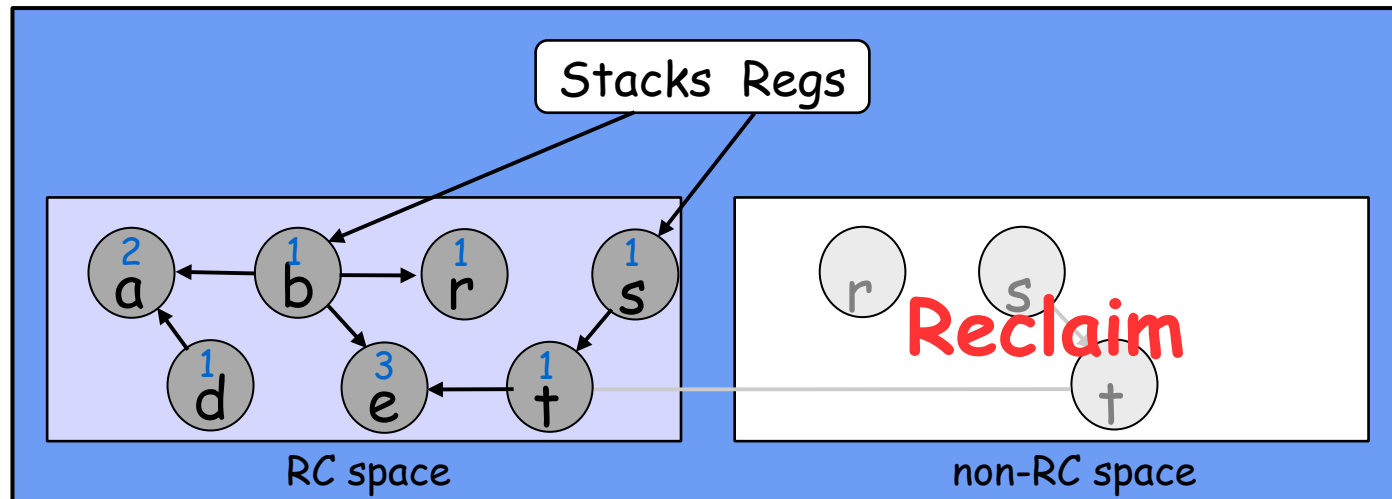 Stacks Regs
2 1 1 1
a b r s
r s
Reclaim
1 3 1
d e t
t
RC space
non-RC space